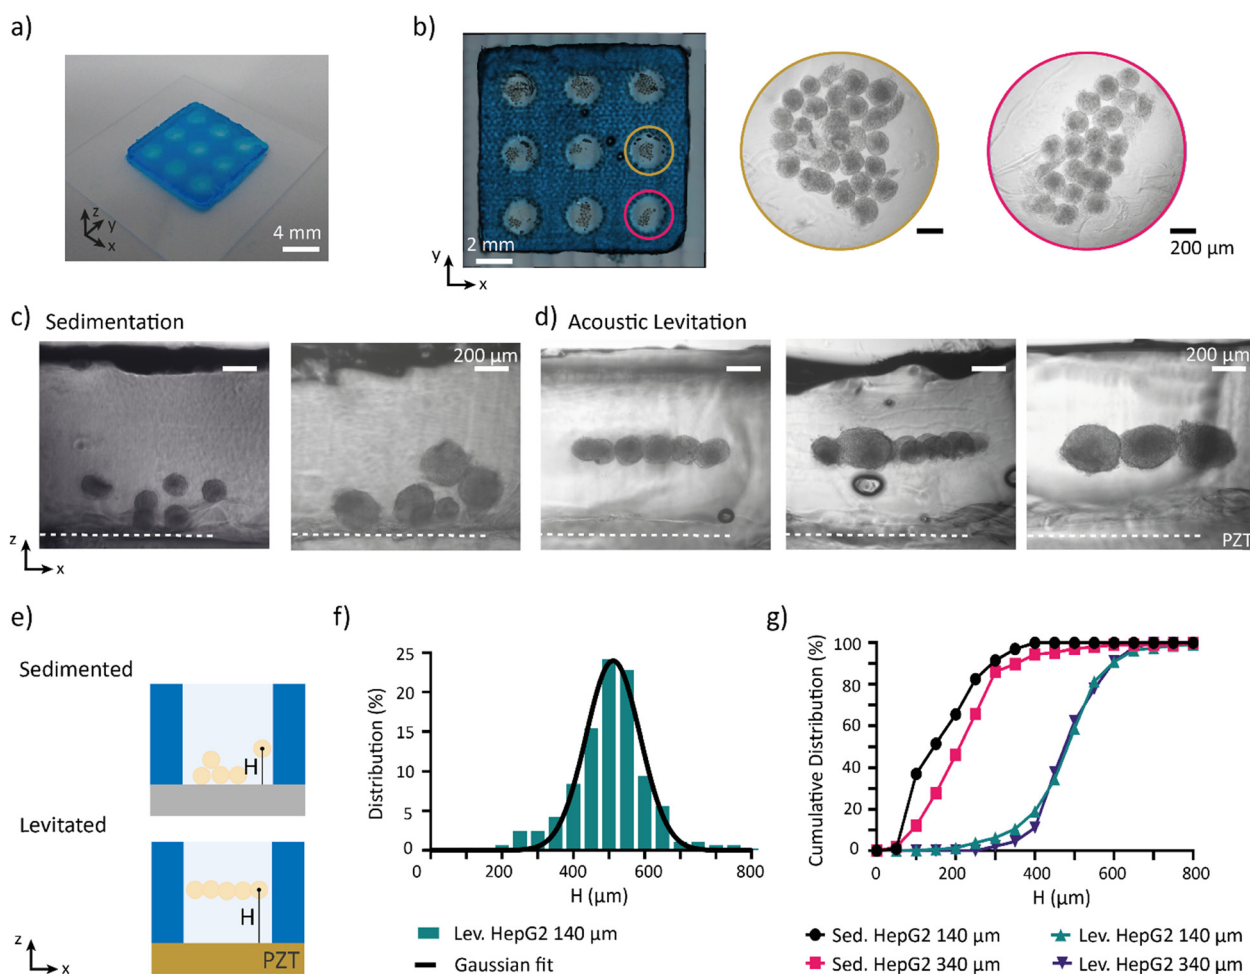 a)
z
y
x
4 mm
b)
2 mm
y
x
200 µm
c) Sedimentation
200 µm
z
x
d) Acoustic Levitation
200 µm
PZT
e)
Sedimented
H
Levitated
H
PZT
z
x
f)
Distribution (%)
25
20
15
10
5
0
200 400 600 800
H (µm)
Lev. HepG2 140 µm
Gaussian fit
g)
Cumulative Distribution (%)
100
80
60
40
20
0
0 200 400 600 800
H (µm)
Sed. HepG2 140 µm
Sed. HepG2 340 µm
Lev. HepG2 140 µm
Lev. HepG2 340 µm